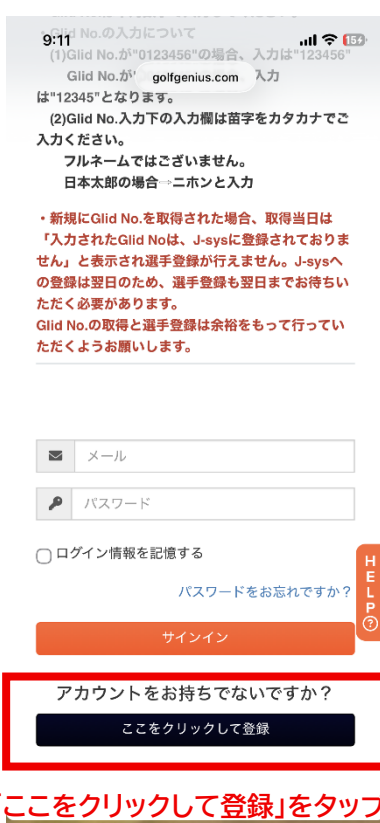 ・Glid No.の入力について
9:11
15
(1)Glid No.が"0123456"の場合、入力は"123456"
Glid No.が"
golfgenius.com
入力
は"12345"となります。
(2)Glid No.入力下の入力欄は苗字をカタカナでご
入力ください。
フルネームではございません。
日本太郎の場合→ニホンと入力
・新規にGlid No.を取得された場合、取得当日は
「入力されたGlid Noは、J-sysに登録されておりま
せん」と表示され選手登録が行えません。J-sysへ
の登録は翌日のため、選手登録も翌日までお待ちい
ただく必要があります。
Glid No.の取得と選手登録は余裕をもって行ってい
ただくようお願いします。
メール
パスワード
ログイン情報を記憶する
HELP?
パスワードをお忘れですか？
サインイン
アカウントをお持ちでないですか？
ここをクリックして登録
「ここをクリックして登録」をタップ